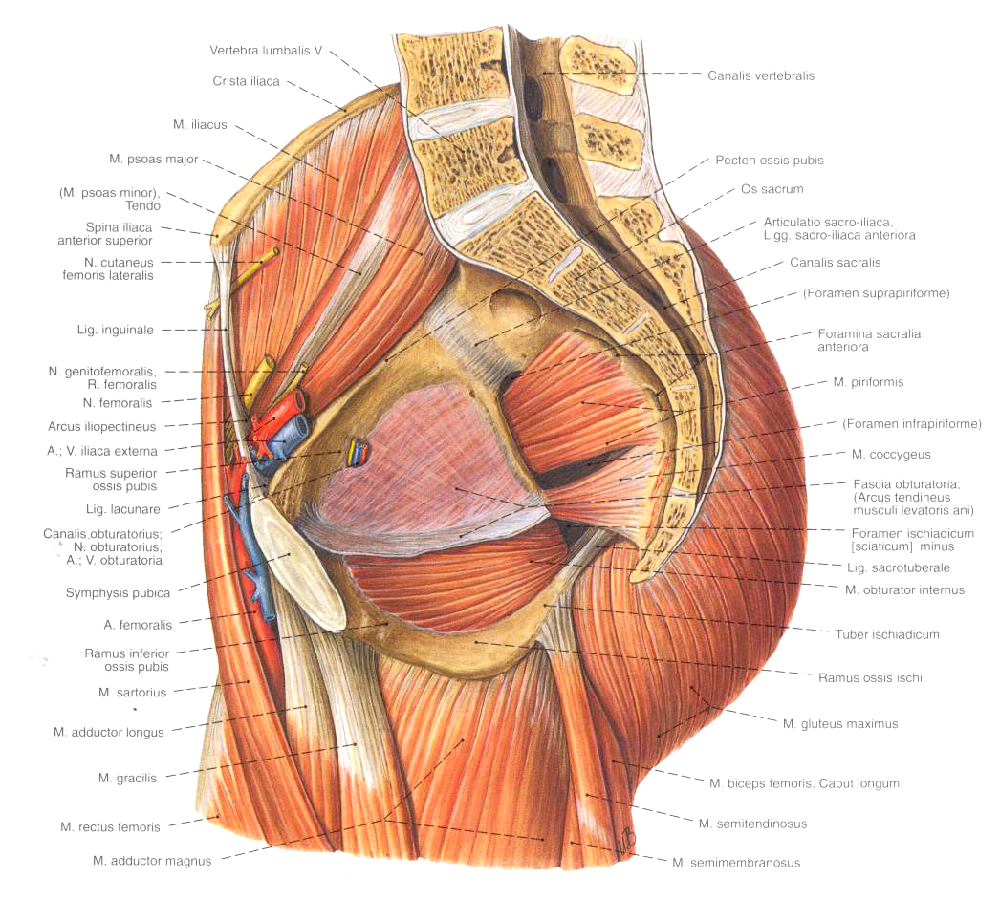 Vertebra lumbalis V
Crista iliaca
M. iliacus
M. psoas major
(M. psoas minor),
Tendo
Spina iliaca
anterior superior
N. cutaneus
femoris lateralis
Lig. inguinale
N. genitofemoralis,
R. femoralis
N. femoralis
Arcus iliopectineus
A.; V. iliaca externa
Ramus superior
ossis pubis
Lig. lacunare
Canalis obturatorius;
N. obturatorius;
A.; V. obturatoria
Symphysis pubica
A. femoralis
Ramus inferior
ossis pubis
M. sartorius
M. adductor longus
M. gracilis
M. rectus femoris
M. adductor magnus
Canalis vertebralis
Pecten ossis pubis
Os sacrum
Articulatio sacro-iliaca,
Ligg. sacro-iliaca anteriora
Canalis sacralis
(Foramen suprapiriforme)
Foramina sacralia
anteriora
M. piriformis
(Foramen infrapiriforme)
M. coccygeus
Fascia obturatoria;
(Arcus tendineus
musculi levatoris ani)
Foramen ischiadicum
[sciaticum] minus
Lig. sacrotuberale
M. obturator internus
Tuber ischiadicum
Ramus ossis ischii
M. gluteus maximus
M. biceps femoris, Caput longum
M. semitendinosus
M. semimembranosus